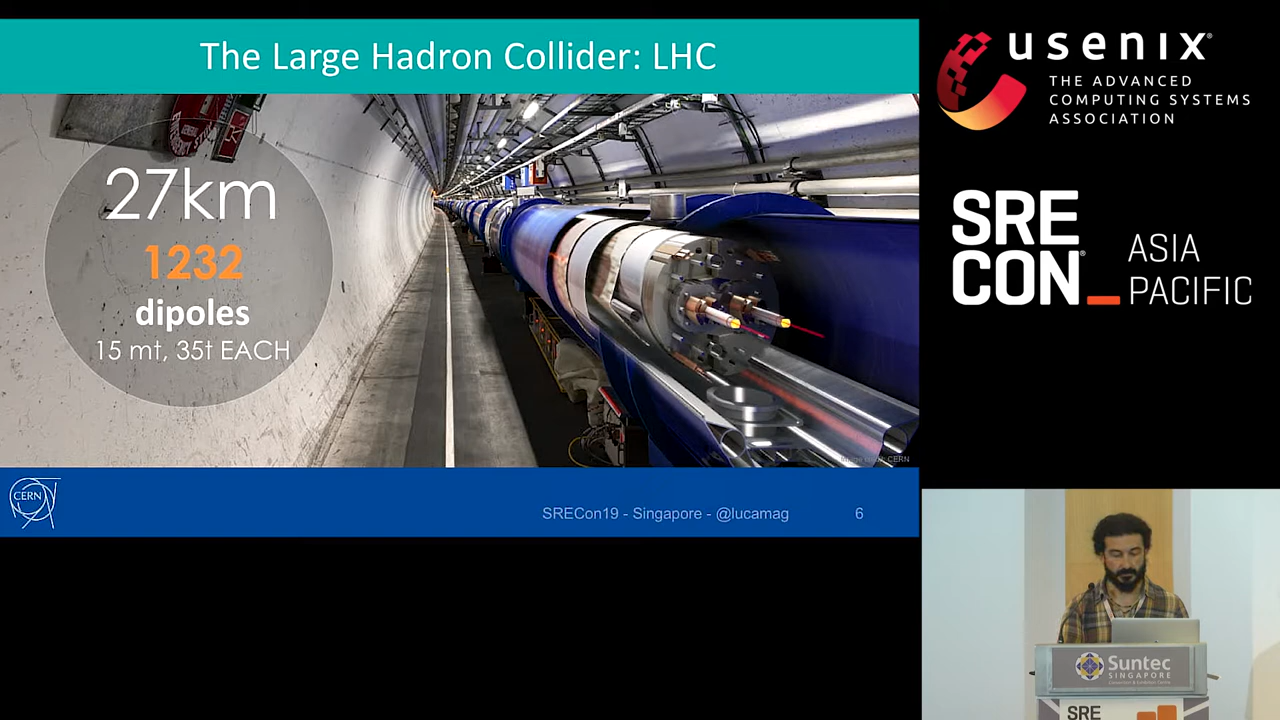 The Large Hadron Collider: LHC
27km
1232
dipoles
15 mt, 35t EACH
CERN
SRECon19 - Singapore - @lucamag
6
usenix
THE ADVANCED
COMPUTING SYSTEMS
ASSOCIATION
SRE
CON
ASIA
PACIFIC
Suntec
SINGAPORE
SRE